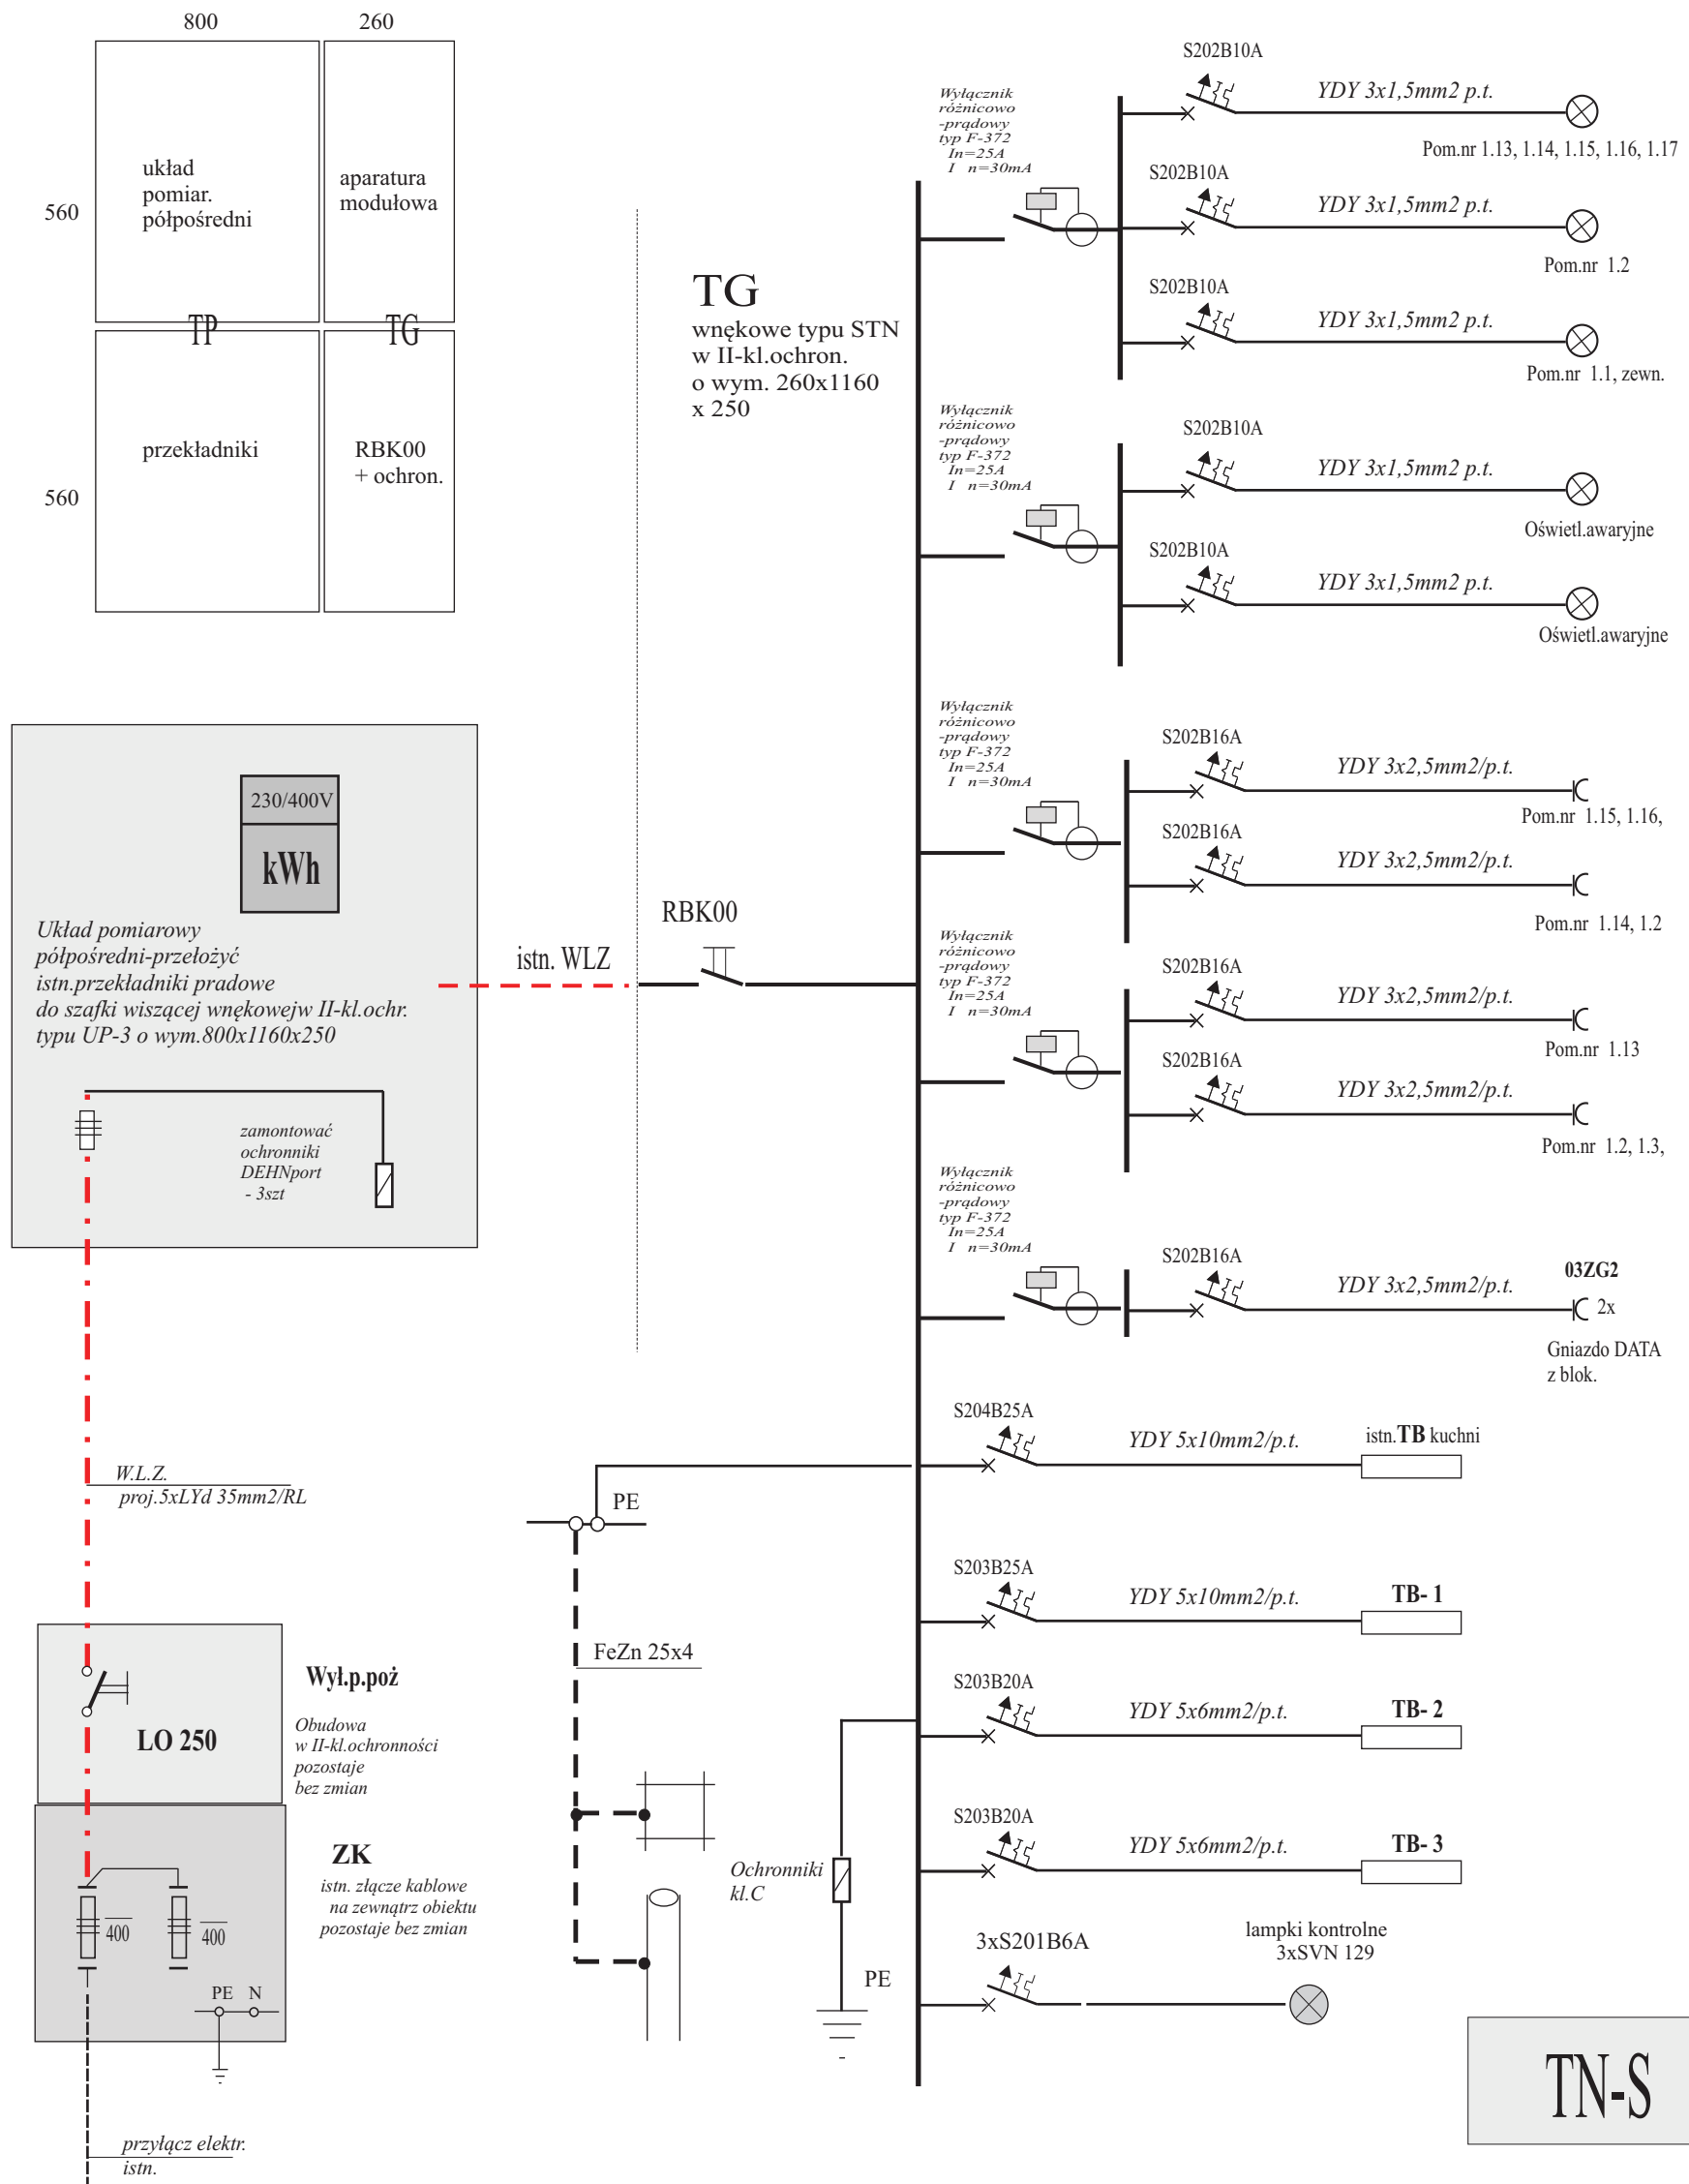 800
260
560
układ
pomiar.
półpośredni
aparatura
modułowa
TP
TG
560
przekładniki
RBK00
+ ochron.
TG
wnękowe typu STN
w II-kl.ochron.
o wym. 260x1160
x 250
230/400V
kWh
Układ pomiarowy
półpośredni-przełożyć
istn.przekładniki pradowe
do szafki wiszącej wnękowejw II-kl.ochr.
typu UP-3 o wym.800x1160x250
zamontować
ochronniki
DEHNport
- 3szt
istn. WLZ
RBK00
W.L.Z.
proj.5xLYd 35mm2/RL
Wył.p.poż
LO 250
Obudowa
w II-kl.ochronności
pozostaje
bez zmian
ZK
istn. złącze kablowe
na zewnątrz obiektu
pozostaje bez zmian
400
400
PE N
przyłącz elektr.
istn.
PE
FeZn 25x4
Ochronniki
kl.C
PE
Wyłącznik
różnicowo
-prądowy
typ F-372
In=25A
I n=30mA
S202B10A
YDY 3x1,5mm2 p.t.
Pom.nr 1.13, 1.14, 1.15, 1.16, 1.17
S202B10A
YDY 3x1,5mm2 p.t.
Pom.nr 1.2
S202B10A
YDY 3x1,5mm2 p.t.
Pom.nr 1.1, zewn.
Wyłącznik
różnicowo
-prądowy
typ F-372
In=25A
I n=30mA
S202B10A
YDY 3x1,5mm2 p.t.
Oświetl.awaryjne
S202B10A
YDY 3x1,5mm2 p.t.
Oświetl.awaryjne
Wyłącznik
różnicowo
-prądowy
typ F-372
In=25A
I n=30mA
S202B16A
YDY 3x2,5mm2/p.t.
Pom.nr 1.15, 1.16,
S202B16A
YDY 3x2,5mm2/p.t.
Pom.nr 1.14, 1.2
Wyłącznik
różnicowo
-prądowy
typ F-372
In=25A
I n=30mA
S202B16A
YDY 3x2,5mm2/p.t.
Pom.nr 1.13
S202B16A
YDY 3x2,5mm2/p.t.
Pom.nr 1.2, 1.3,
Wyłącznik
różnicowo
-prądowy
typ F-372
In=25A
I n=30mA
S202B16A
YDY 3x2,5mm2/p.t.
03ZG2
2x
Gniazdo DATA
z blok.
S204B25A
YDY 5x10mm2/p.t.
istn.TB kuchni
S203B25A
YDY 5x10mm2/p.t.
TB- 1
S203B20A
YDY 5x6mm2/p.t.
TB- 2
S203B20A
YDY 5x6mm2/p.t.
TB- 3
3xS201B6A
lampki kontrolne
3xSVN 129
TN-S